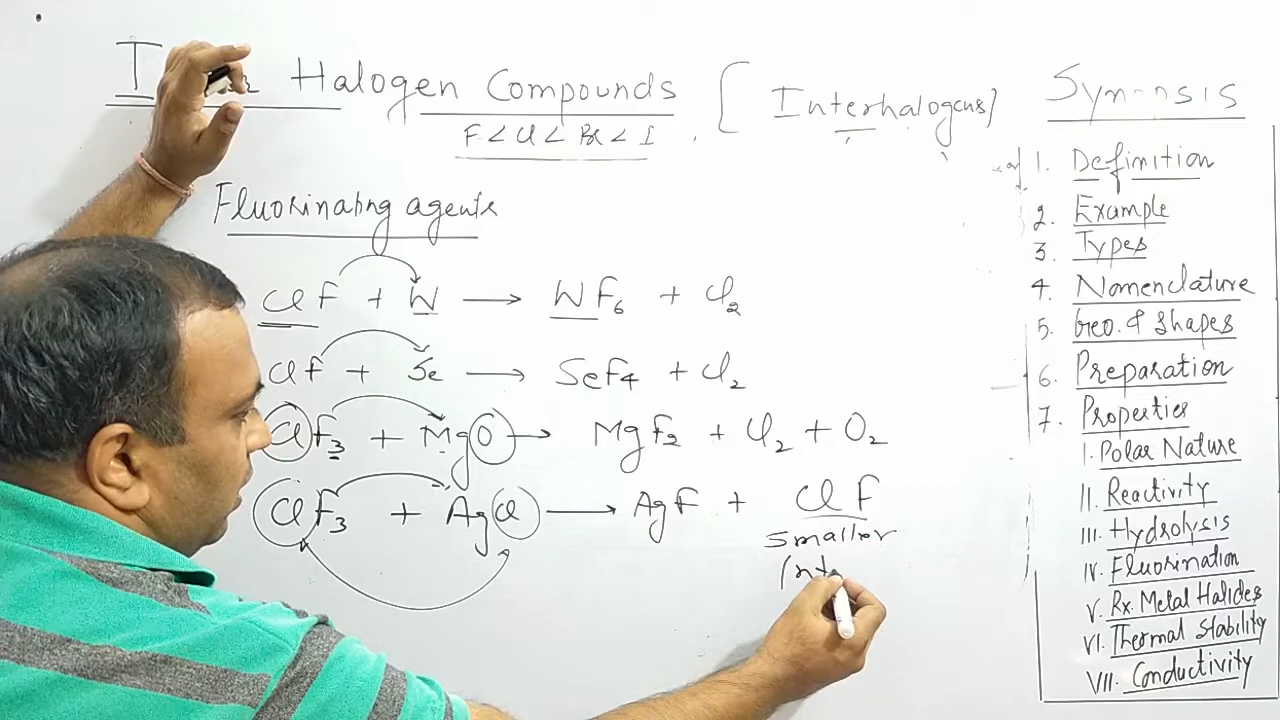 Halogen Compounds [ Interhalogens]
F < Cl < Br < I
Fluorinating agents
ClF + W → WF6 + Cl2
ClF + Se → SeF4 + Cl2
ClF3 + MgO → MgF2 + Cl2 + O2
ClF3 + AgCl → AgF + ClF
smaller
(nt
Synopsis
1. Definition
2. Example
3. Types
4. Nomenclature
5. Geo. & Shapes
6. Preparation
7. Properties
I. Polar Nature
II. Reactivity
III. Hydrolysis
IV. Fluorination
V. Rx. Metal Halides
VI. Thermal Stability
VII. Conductivity